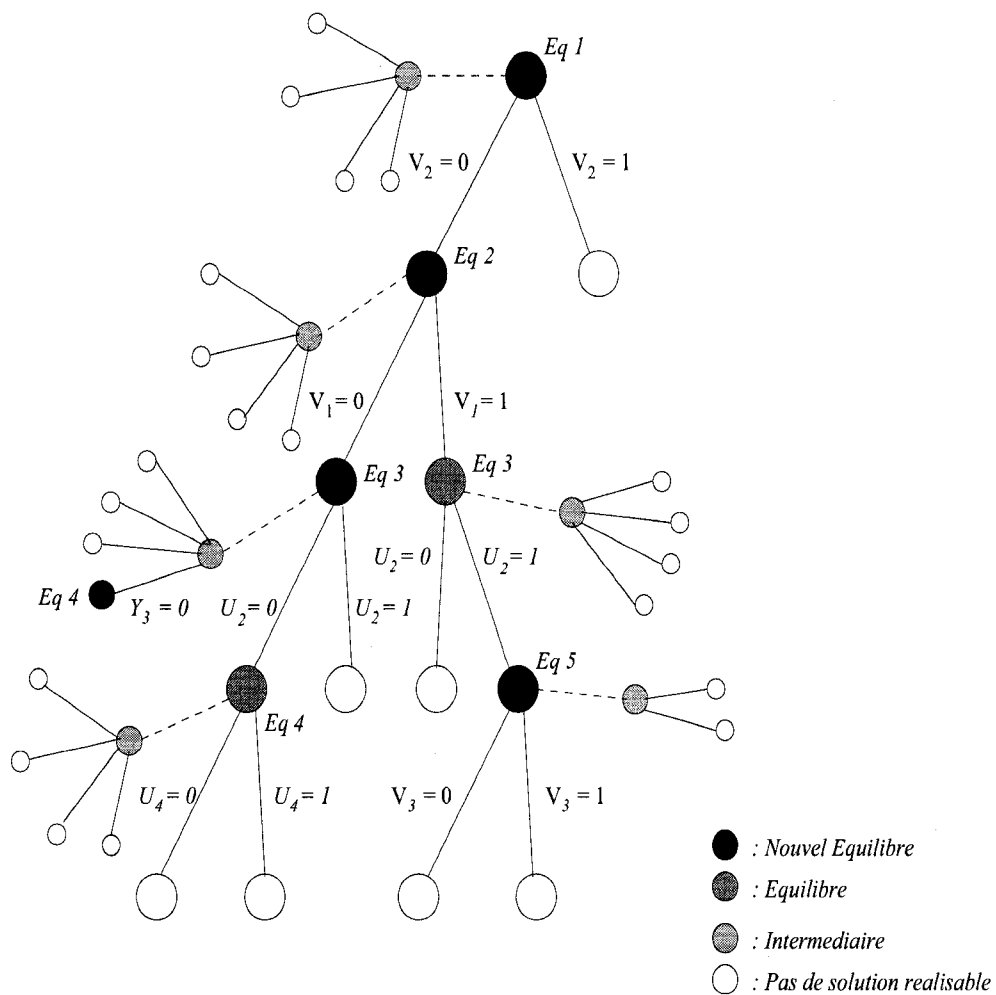 Eq 1
V2 = 0
V2 = 1
Eq 2
V1 = 0
V1 = 1
Eq 3
Eq 3
U2 = 0
U2 = 1
Eq 4
Y3 = 0
U2 = 0
U2 = 1
Eq 5
Eq 4
U4 = 0
U4 = 1
V3 = 0
V3 = 1
: Nouvel Equilibre
: Equilibre
: Intermediaire
: Pas de solution realisable